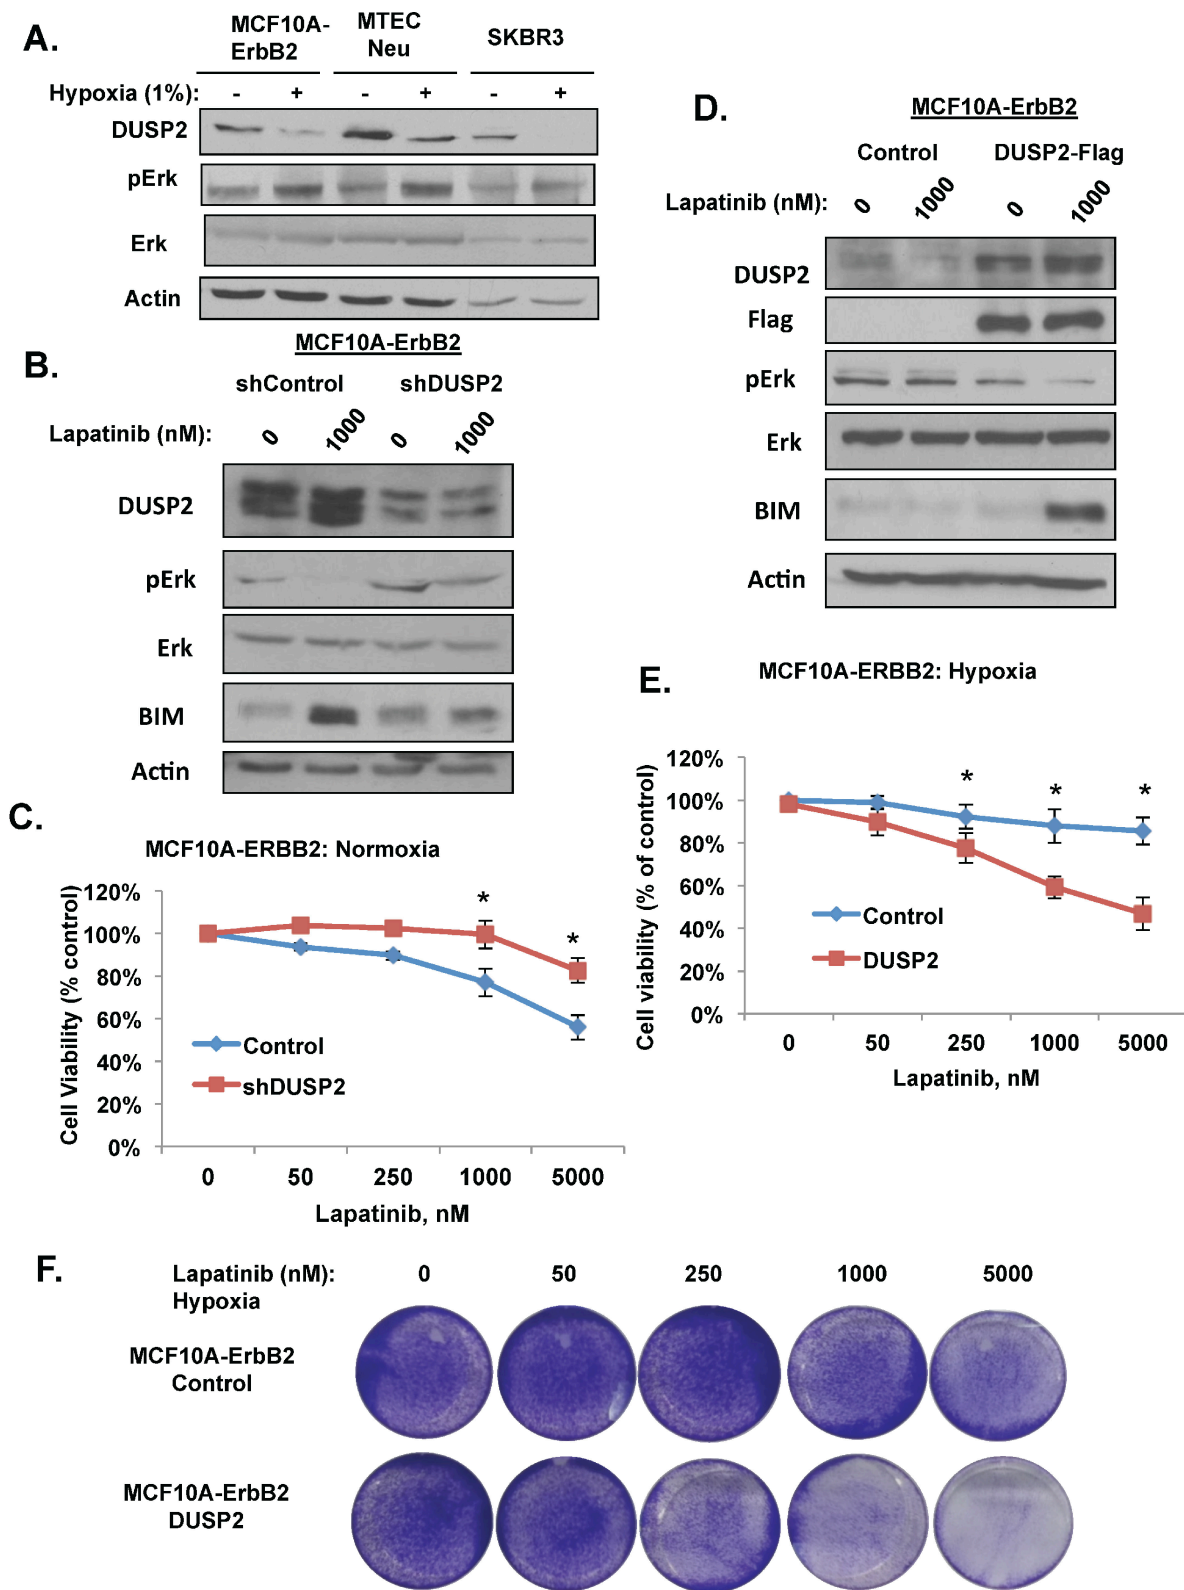 A.
MCF10A-
ErbB2
MTEC
Neu
SKBR3
Hypoxia (1%): - + - + - +
DUSP2
pErk
Erk
Actin
B.
MCF10A-ErbB2
shControl shDUSP2
Lapatinib (nM): 0 1000 0 1000
DUSP2
pErk
Erk
BIM
Actin
C.
MCF10A-ERBB2: Normoxia
Cell Viability (% control)
120%
100%
80%
60%
40%
20%
0%
* *
Control
shDUSP2
0 50 250 1000 5000
Lapatinib, nM
D.
MCF10A-ErbB2
Control DUSP2-Flag
Lapatinib (nM): 0 1000 0 1000
DUSP2
Flag
pErk
Erk
BIM
Actin
E.
MCF10A-ERBB2: Hypoxia
Cell viability (% of control)
120%
100%
80%
60%
40%
20%
0%
* * *
Control
DUSP2
0 50 250 1000 5000
Lapatinib, nM
F.
Lapatinib (nM): 0 50 250 1000 5000
Hypoxia
MCF10A-ErbB2
Control
MCF10A-ErbB2
DUSP2